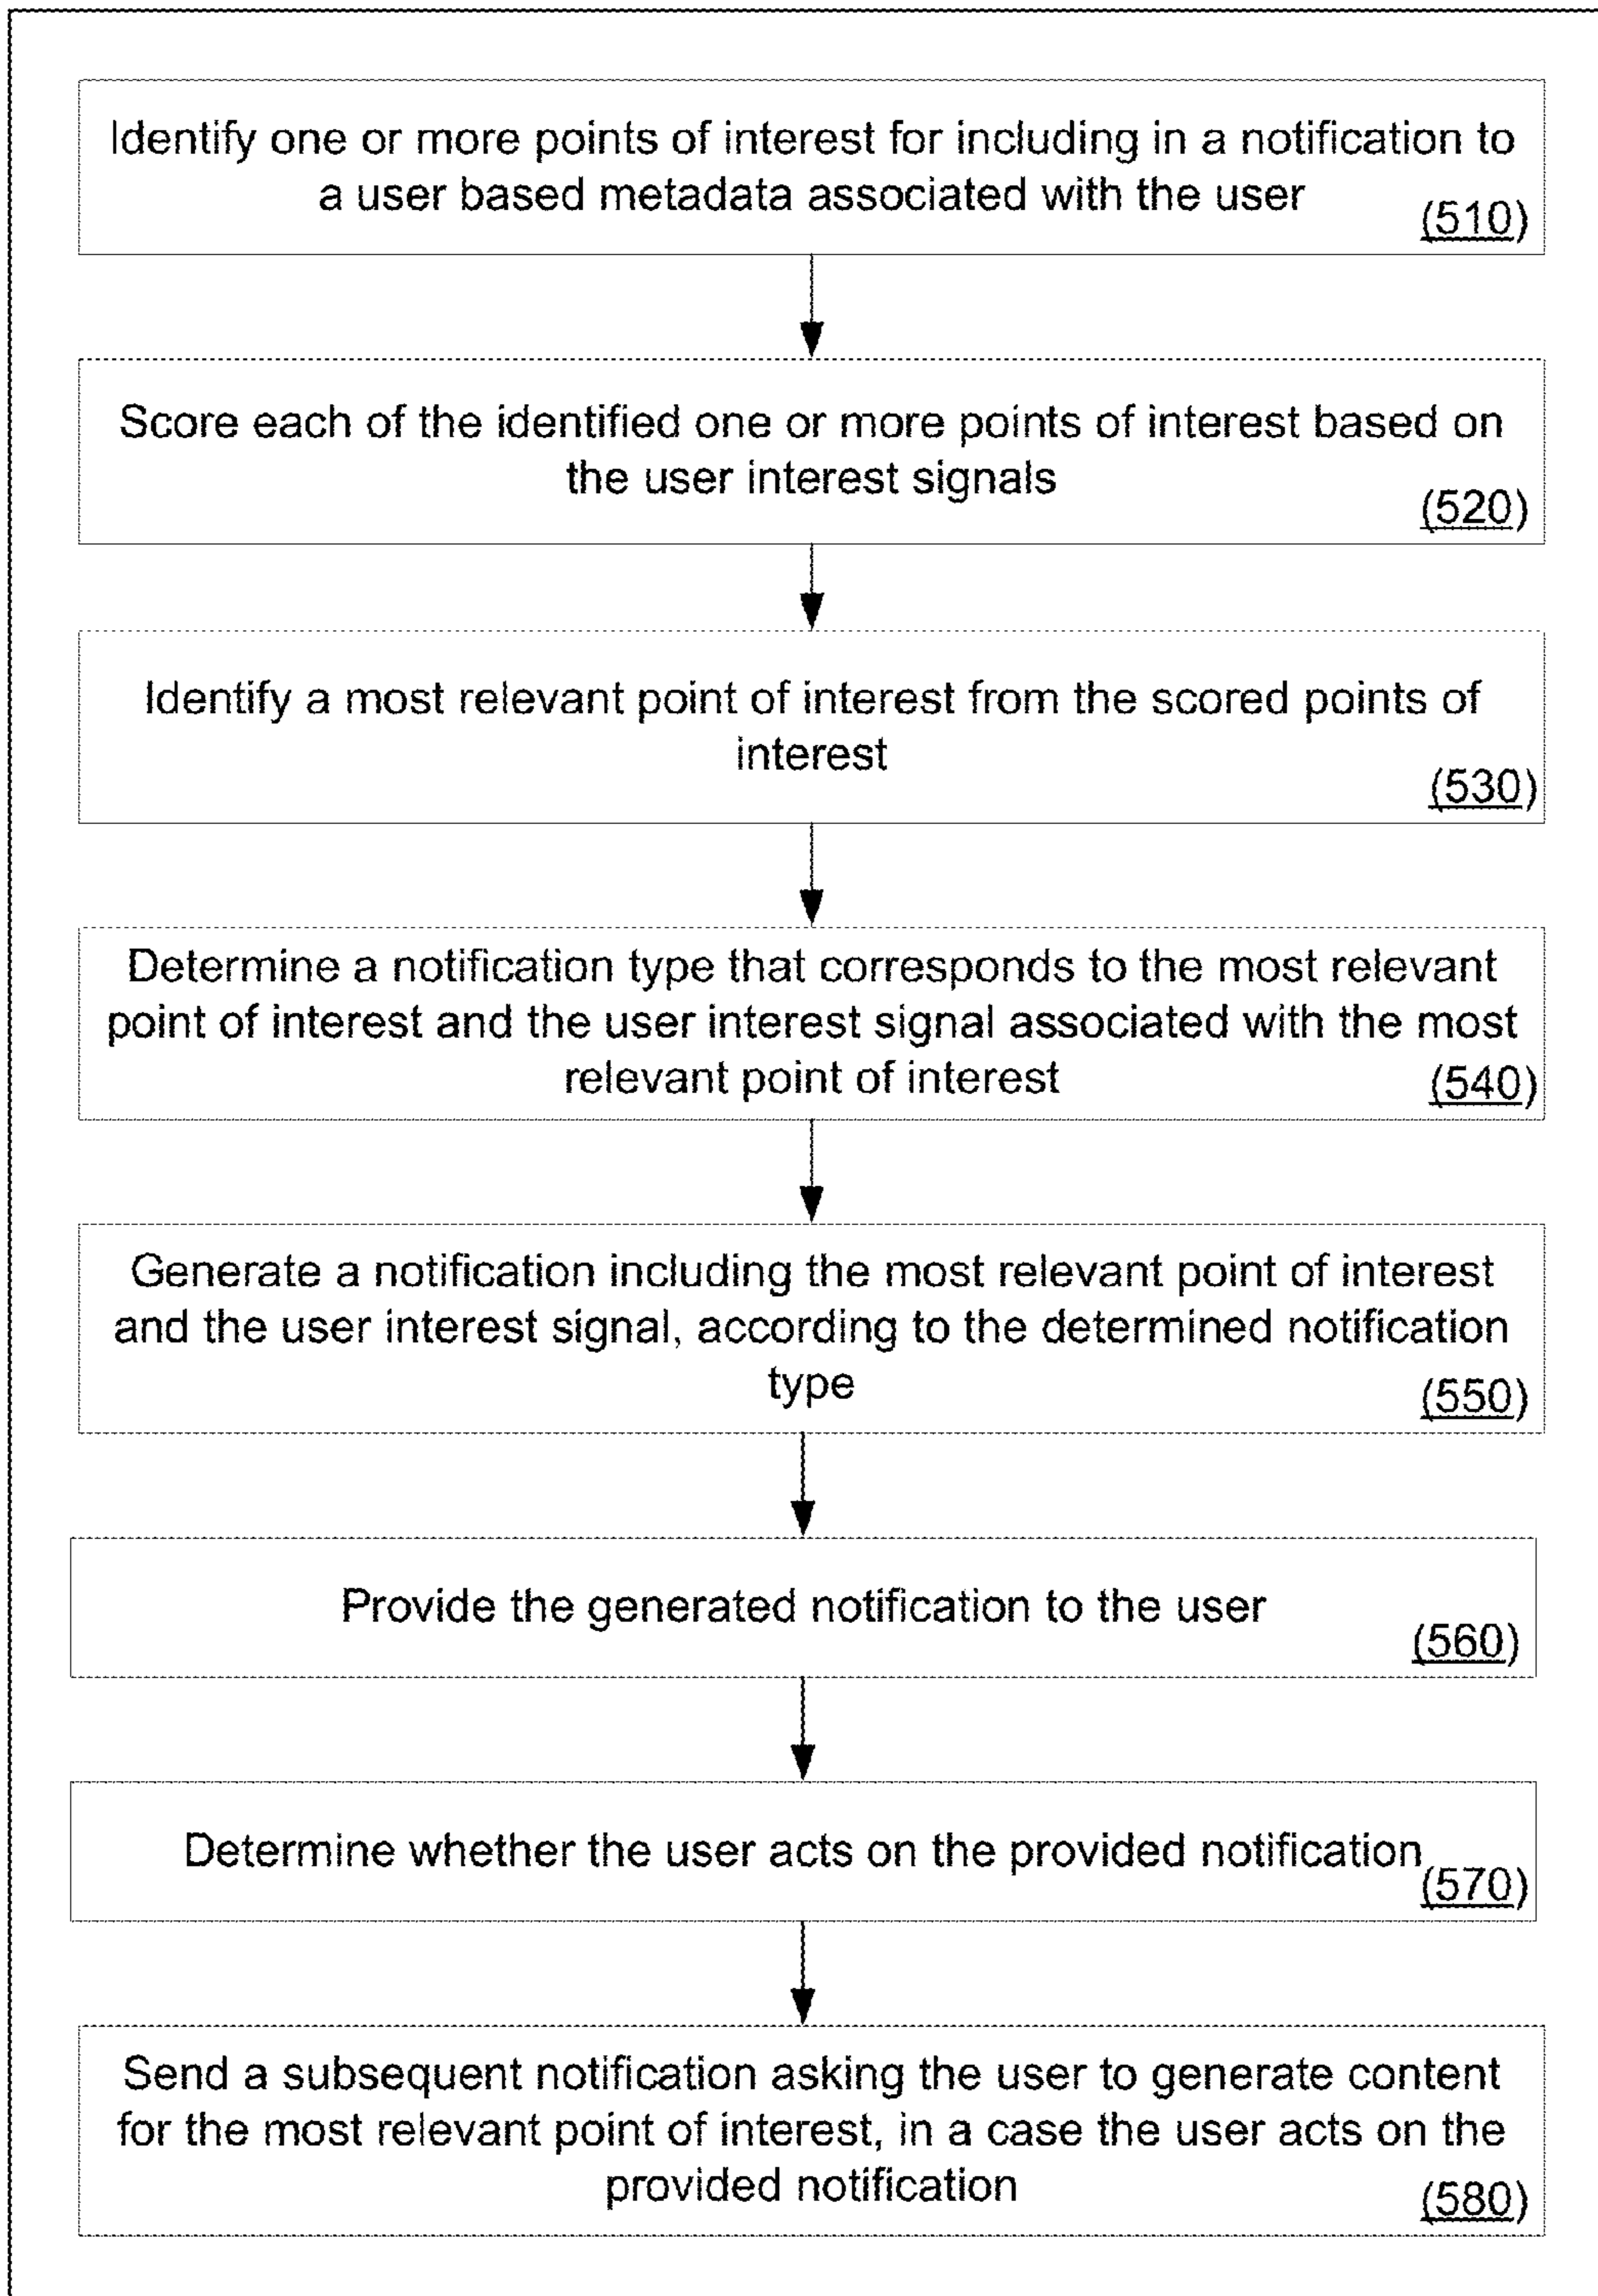 Identify one or more points of interest for including in a notification to
a user based metadata associated with the user
(510)
Score each of the identified one or more points of interest based on
the user interest signals
(520)
Identify a most relevant point of interest from the scored points of
interest
(530)
Determine a notification type that corresponds to the most relevant
point of interest and the user interest signal associated with the most
relevant point of interest
(540)
Generate a notification including the most relevant point of interest
and the user interest signal, according to the determined notification
type
(550)
Provide the generated notification to the user
(560)
Determine whether the user acts on the provided notification
(570)
Send a subsequent notification asking the user to generate content
for the most relevant point of interest, in a case the user acts on the
provided notification
(580)